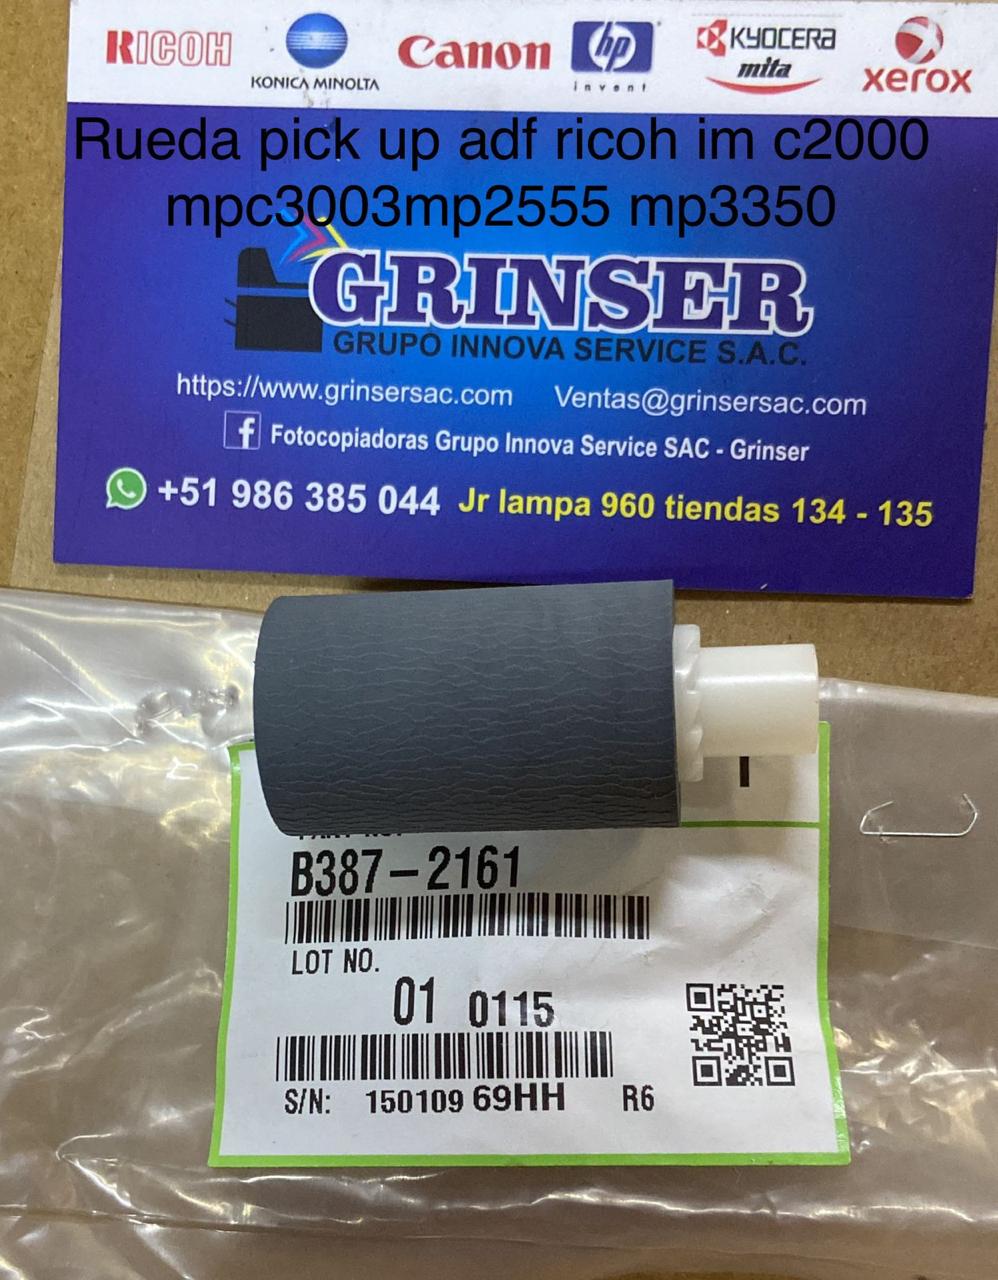 RICOH KONICA MINOLTA Canon hp invent KYOCERA mita xerox
Rueda pick up adf ricoh im c2000
mpc3003mp2555 mp3350
GRINSER
GRUPO INNOVA SERVICE S.A.C.
https://www.grinsersac.com Ventas@grinsersac.com
f Fotocopiadoras Grupo Innova Service SAC - Grinser
+51 986 385 044 Jr lampa 960 tiendas 134 - 135
B387-2161
LOT NO.
01 0115
S/N: 150109 69HH R6